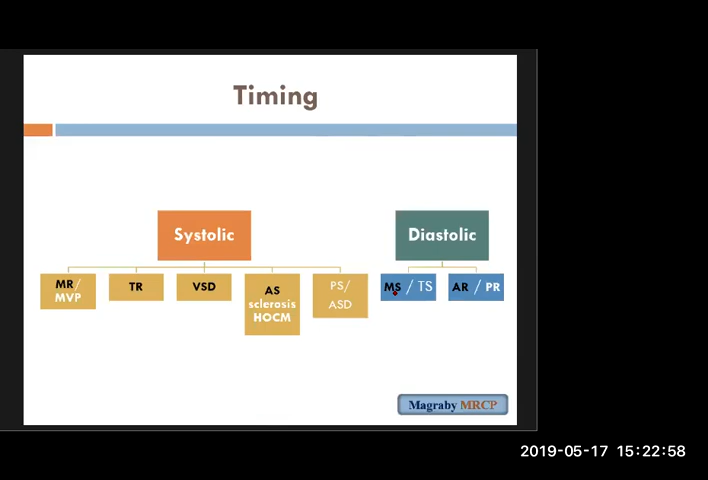 Timing
Systolic
Diastolic
MR/
MVP
TR
VSD
AS
sclerosis
HOCM
PS/
ASD
MS / TS
AR / PR
Magraby MRCP
2019-05-17 15:22:58